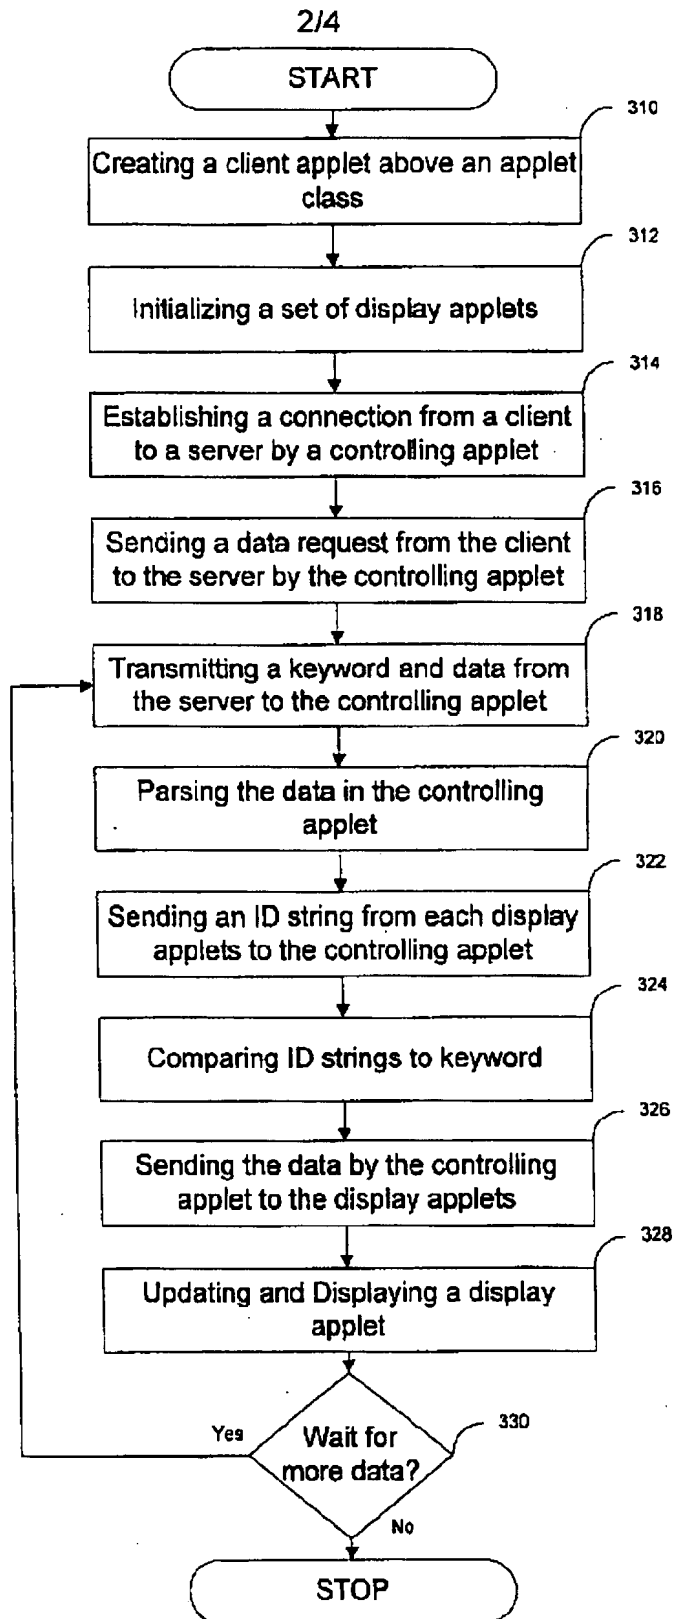 2/4
START
310
Creating a client applet above an applet
class
312
Initializing a set of display applets
314
Establishing a connection from a client
to a server by a controlling applet
316
Sending a data request from the client
to the server by the controlling applet
318
Transmitting a keyword and data from
the server to the controlling applet
320
Parsing the data in the controlling
applet
322
Sending an ID string from each display
applets to the controlling applet
324
Comparing ID strings to keyword
326
Sending the data by the controlling
applet to the display applets
328
Updating and Displaying a display
applet
330
Yes
Wait for
more data?
No
STOP